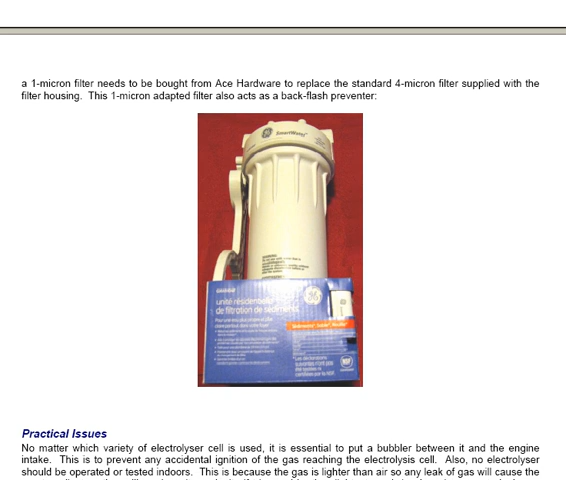 a 1-micron filter needs to be bought from Ace Hardware to replace the standard 4-micron filter supplied with the
filter housing. This 1-micron adapted filter also acts as a back-flash preventer:
SmartWater
unité résidentielle
de filtration de sédiments
Practical Issues
No matter which variety of electrolyser cell is used, it is essential to put a bubbler between it and the engine
intake. This is to prevent any accidental ignition of the gas reaching the electrolysis cell. Also, no electrolyser
should be operated or tested indoors. This is because the gas is lighter than air so any leak of gas will cause the